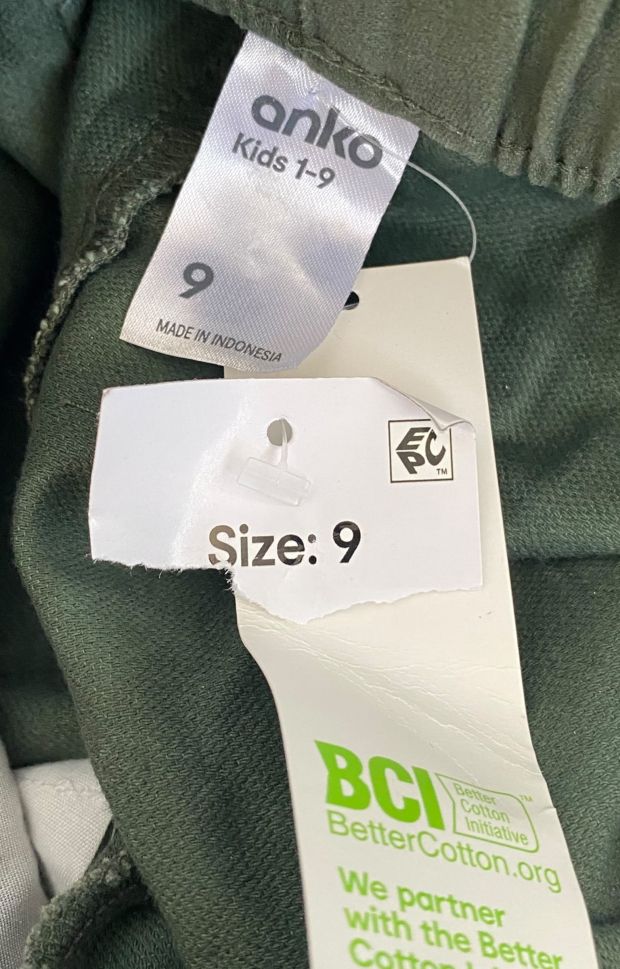 anko
Kids 1-9
9
MADE IN INDONESIA
EPC
TM
Size: 9
BCI
Better
Cotton
Initiative
TM
BetterCotton.org
We partner
with the Better
Cotton